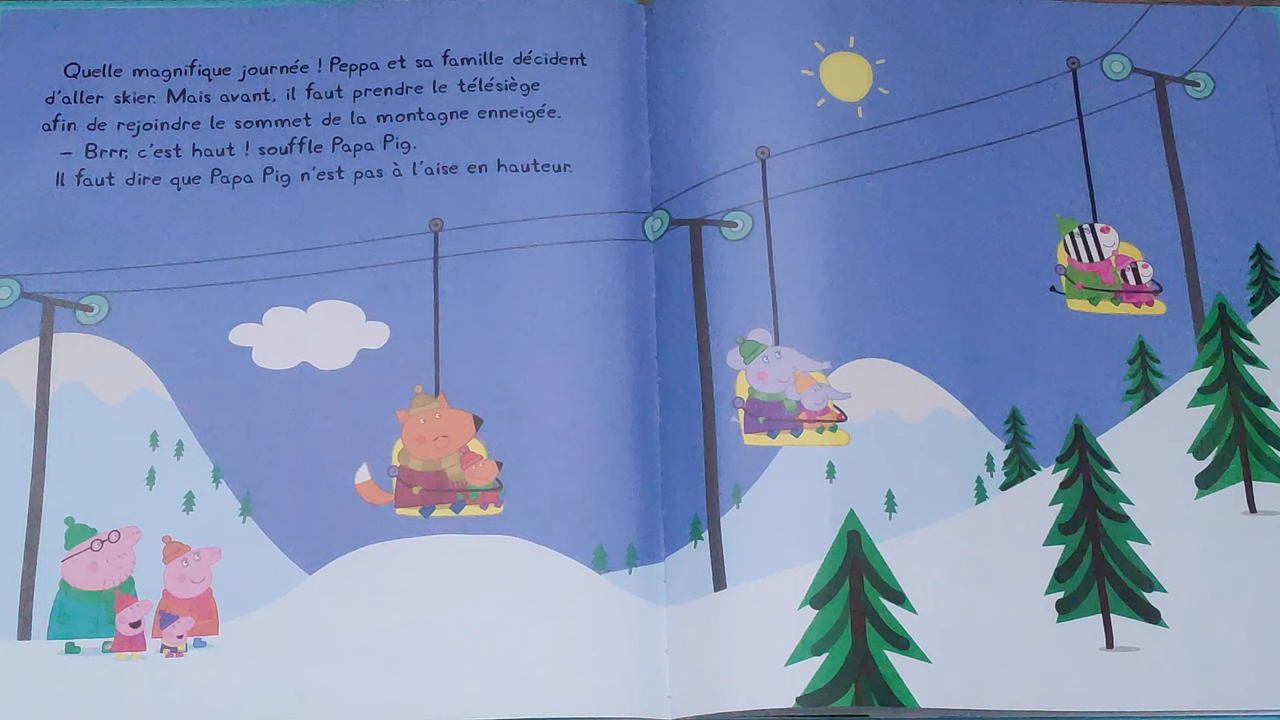 Quelle magnifique journée ! Peppa et sa famille décident
d'aller skier. Mais avant, il faut prendre le télésiège
afin de rejoindre le sommet de la montagne enneigée.
– Brrr, c'est haut ! souffle Papa Pig.
Il faut dire que Papa Pig n'est pas à l'aise en hauteur.